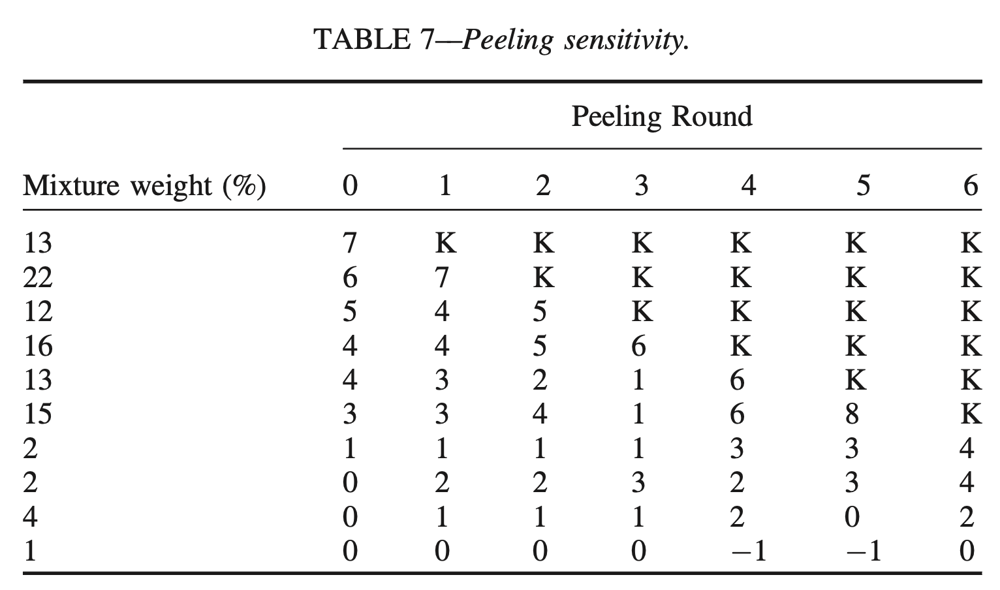 TABLE 7—Peeling sensitivity.
Peeling Round
Mixture weight (%) 0 1 2 3 4 5 6
13 7 K K K K K K
22 6 7 K K K K K
12 5 4 5 K K K K
16 4 4 5 6 K K K
13 4 3 2 1 6 K K
15 3 3 4 1 6 8 K
2 1 1 1 1 3 3 4
2 0 2 2 3 2 3 4
4 0 1 1 1 2 0 2
1 0 0 0 0 −1 −1 0